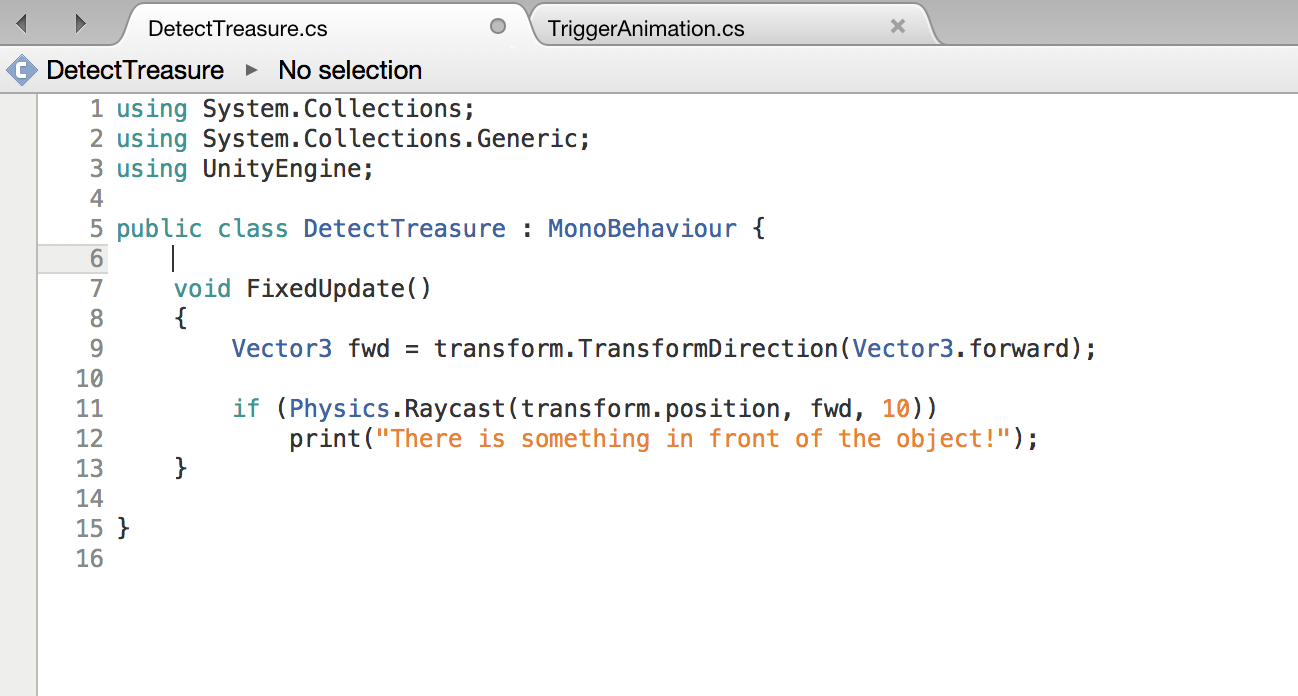 DetectTreasure.cs
TriggerAnimation.cs
C DetectTreasure No selection
1 using System.Collections;
2 using System.Collections.Generic;
3 using UnityEngine;
4
5 public class DetectTreasure : MonoBehaviour {
6
7 void FixedUpdate()
8 {
9 Vector3 fwd = transform.TransformDirection(Vector3.forward);
10
11 if (Physics.Raycast(transform.position, fwd, 10))
12 print("There is something in front of the object!");
13 }
14
15 }
16